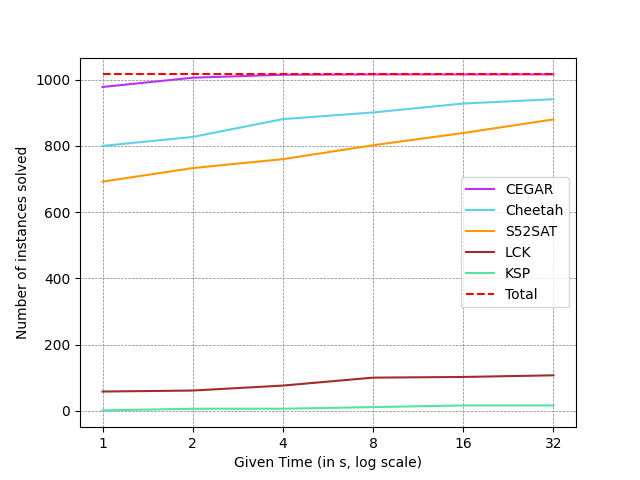 1000
800
600
400
200
0
Number of instances solved
CEGAR
Cheetah
S52SAT
LCK
KSP
Total
1 2 4 8 16 32
Given Time (in s, log scale)